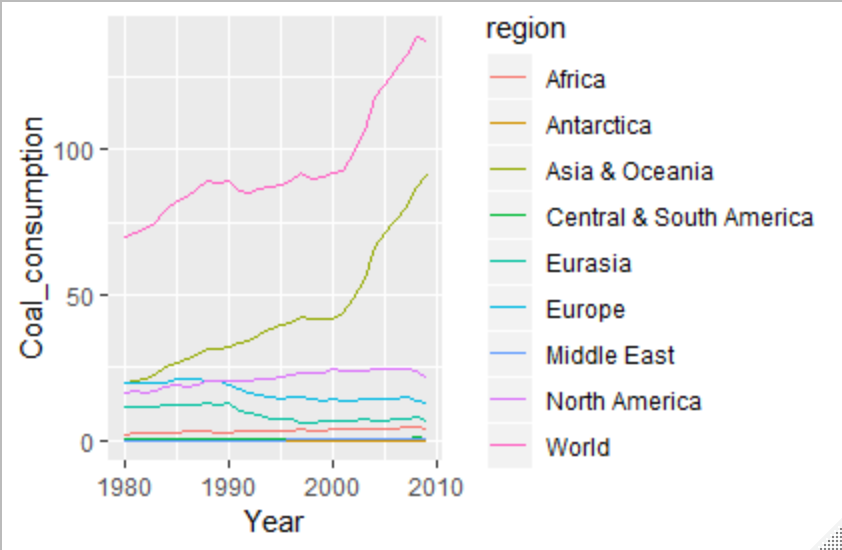 region
Africa
Antarctica
Asia & Oceania
Central & South America
Eurasia
Europe
Middle East
North America
World
Coal_consumption
100
50
0
1980 1990 2000 2010
Year